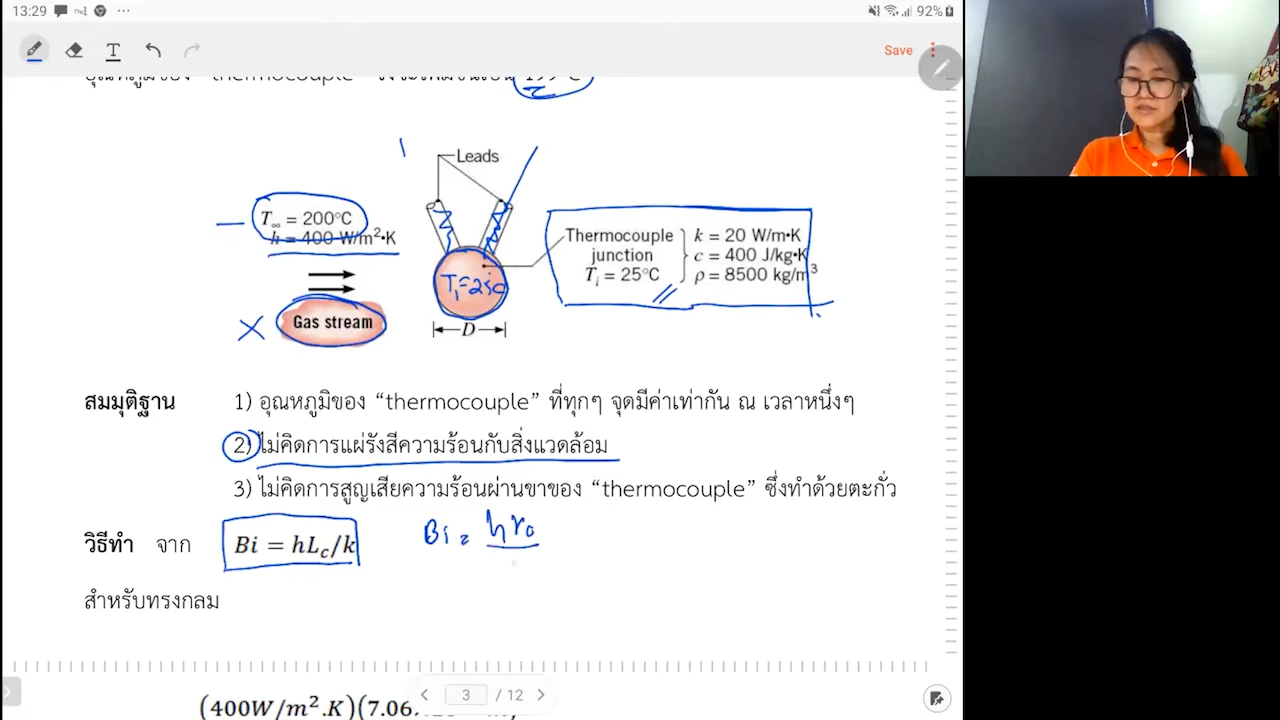 13:29
92%
Save
"thermocouple"
Leads
T∞ = 200°C
h = 400 W/m²•K
Gas stream
Ti=25°C
D
Thermocouple
junction
Ti = 25°C
k = 20 W/m•K
c = 400 J/kg•K
ρ = 8500 kg/m³
สมมุติฐาน 1) อุณหภูมิของ “thermocouple” ที่ทุกๆ จุดมีค่าเท่ากัน ณ เวลาหนึ่งๆ
2) ไม่คิดการแผ่รังสีความร้อนกับสิ่งแวดล้อม
3) ไม่คิดการสูญเสียความร้อนผ่านขาของ “thermocouple” ซึ่งทำด้วยตะกั่ว
วิธีทำ จาก Bi = hLc/k
Bi = hr₀
สำหรับทรงกลม
3 / 12
(400W/m².K)